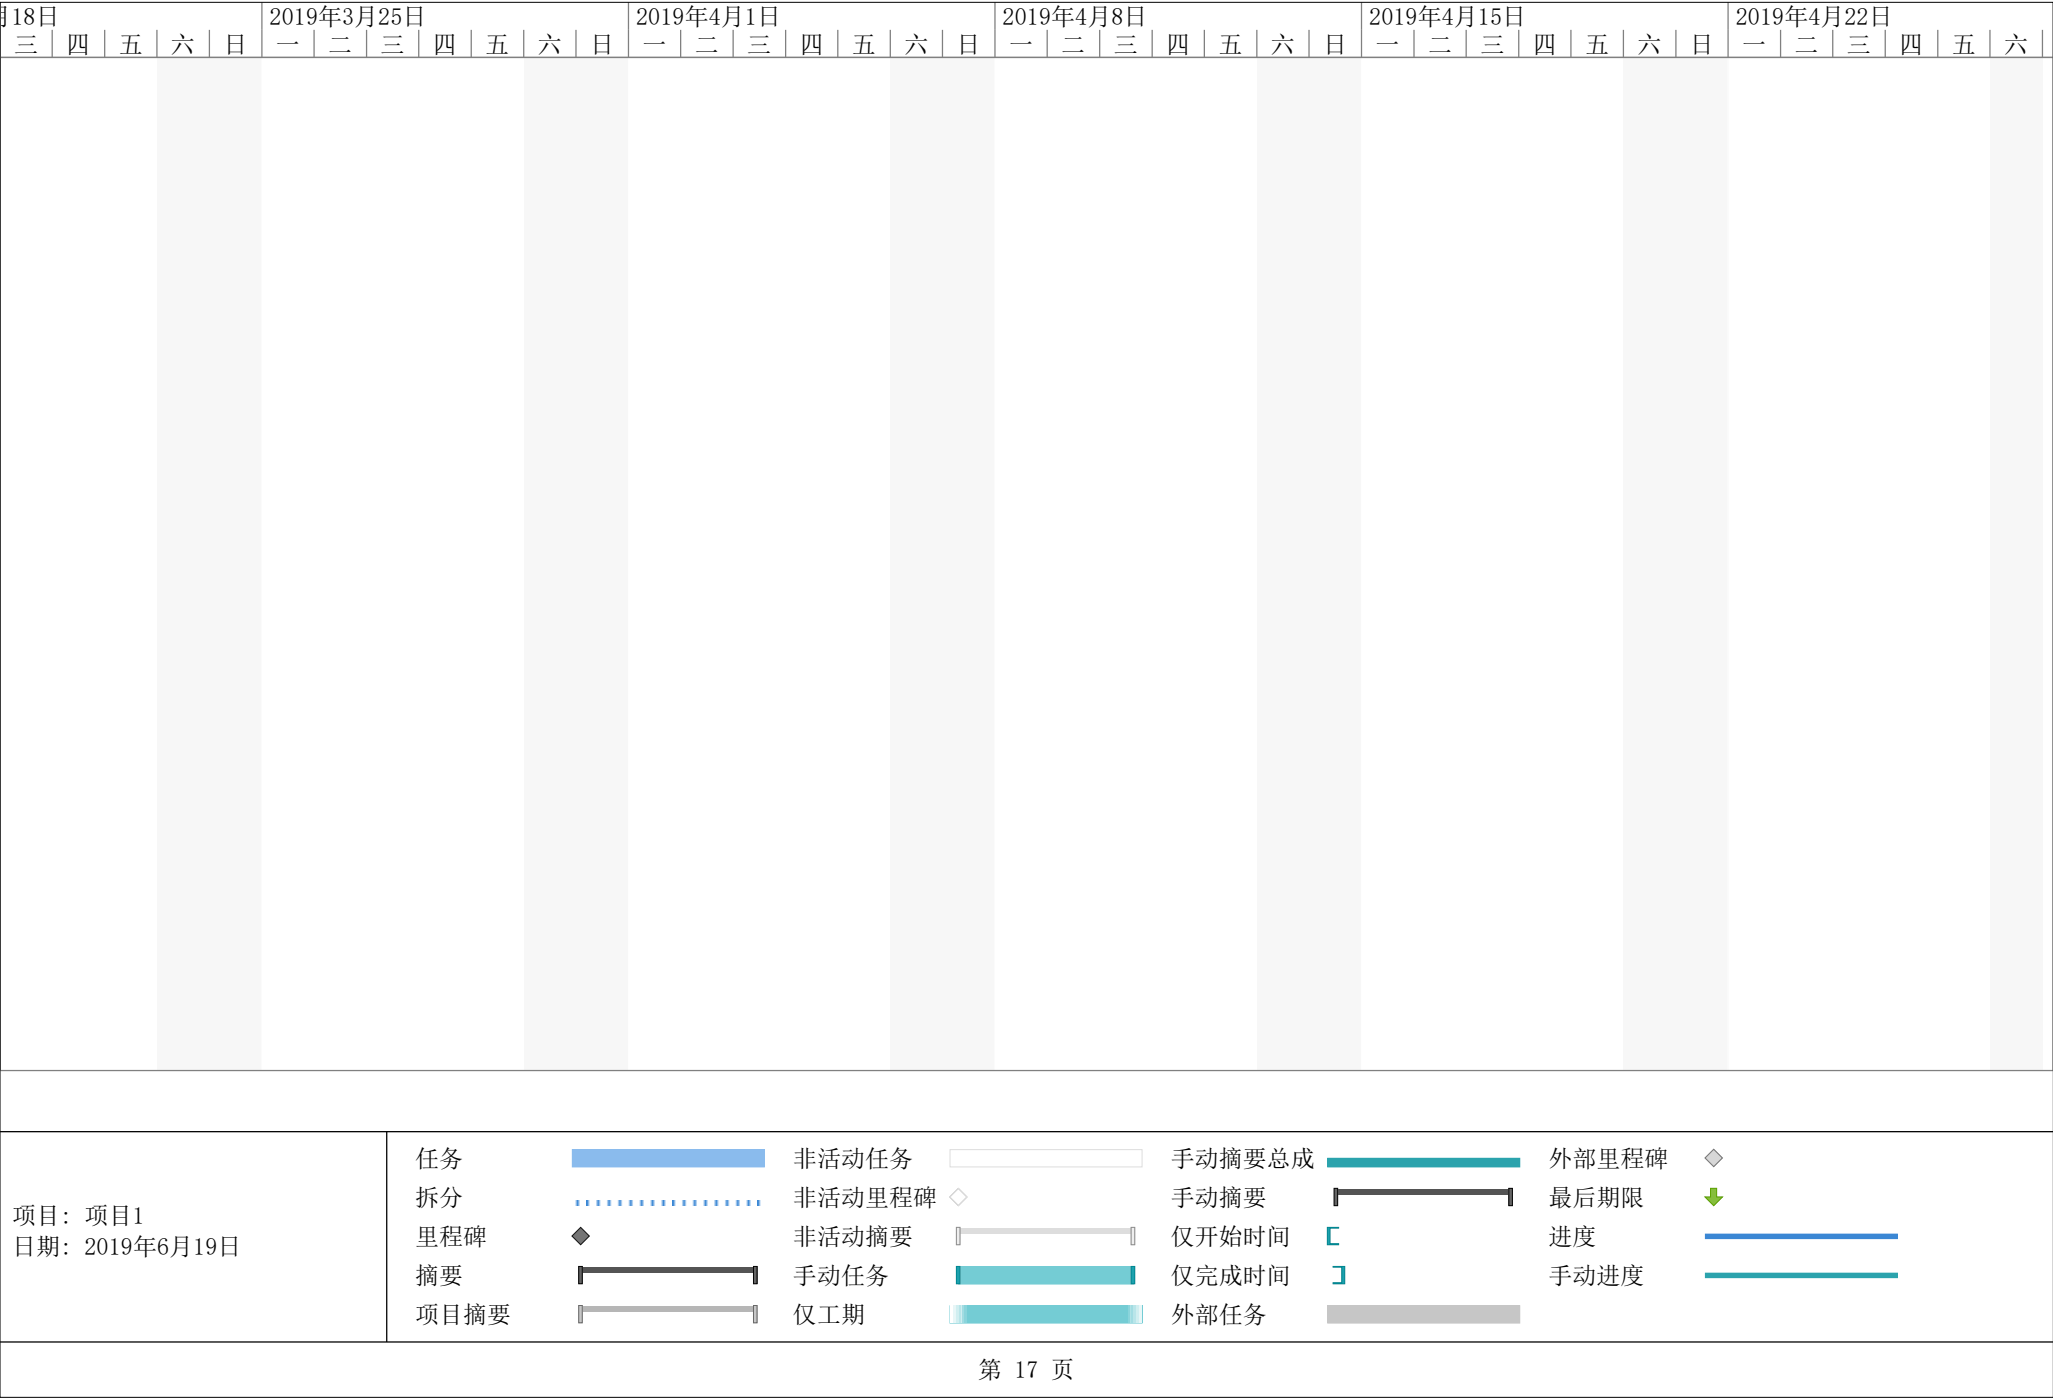 月18日 2019年3月25日 2019年4月1日 2019年4月8日 2019年4月15日 2019年4月22日
三 四 五 六 日 一 二 三 四 五 六 日 一 二 三 四 五 六 日 一 二 三 四 五 六 日 一 二 三 四 五 六 日 一 二 三 四 五 六
项目: 项目1
日期: 2019年6月19日
任务 非活动任务 手动摘要总成 外部里程碑
拆分 非活动里程碑 手动摘要 最后期限
里程碑 非活动摘要 仅开始时间 进度
摘要 手动任务 仅完成时间 手动进度
项目摘要 仅工期 外部任务
第 17 页